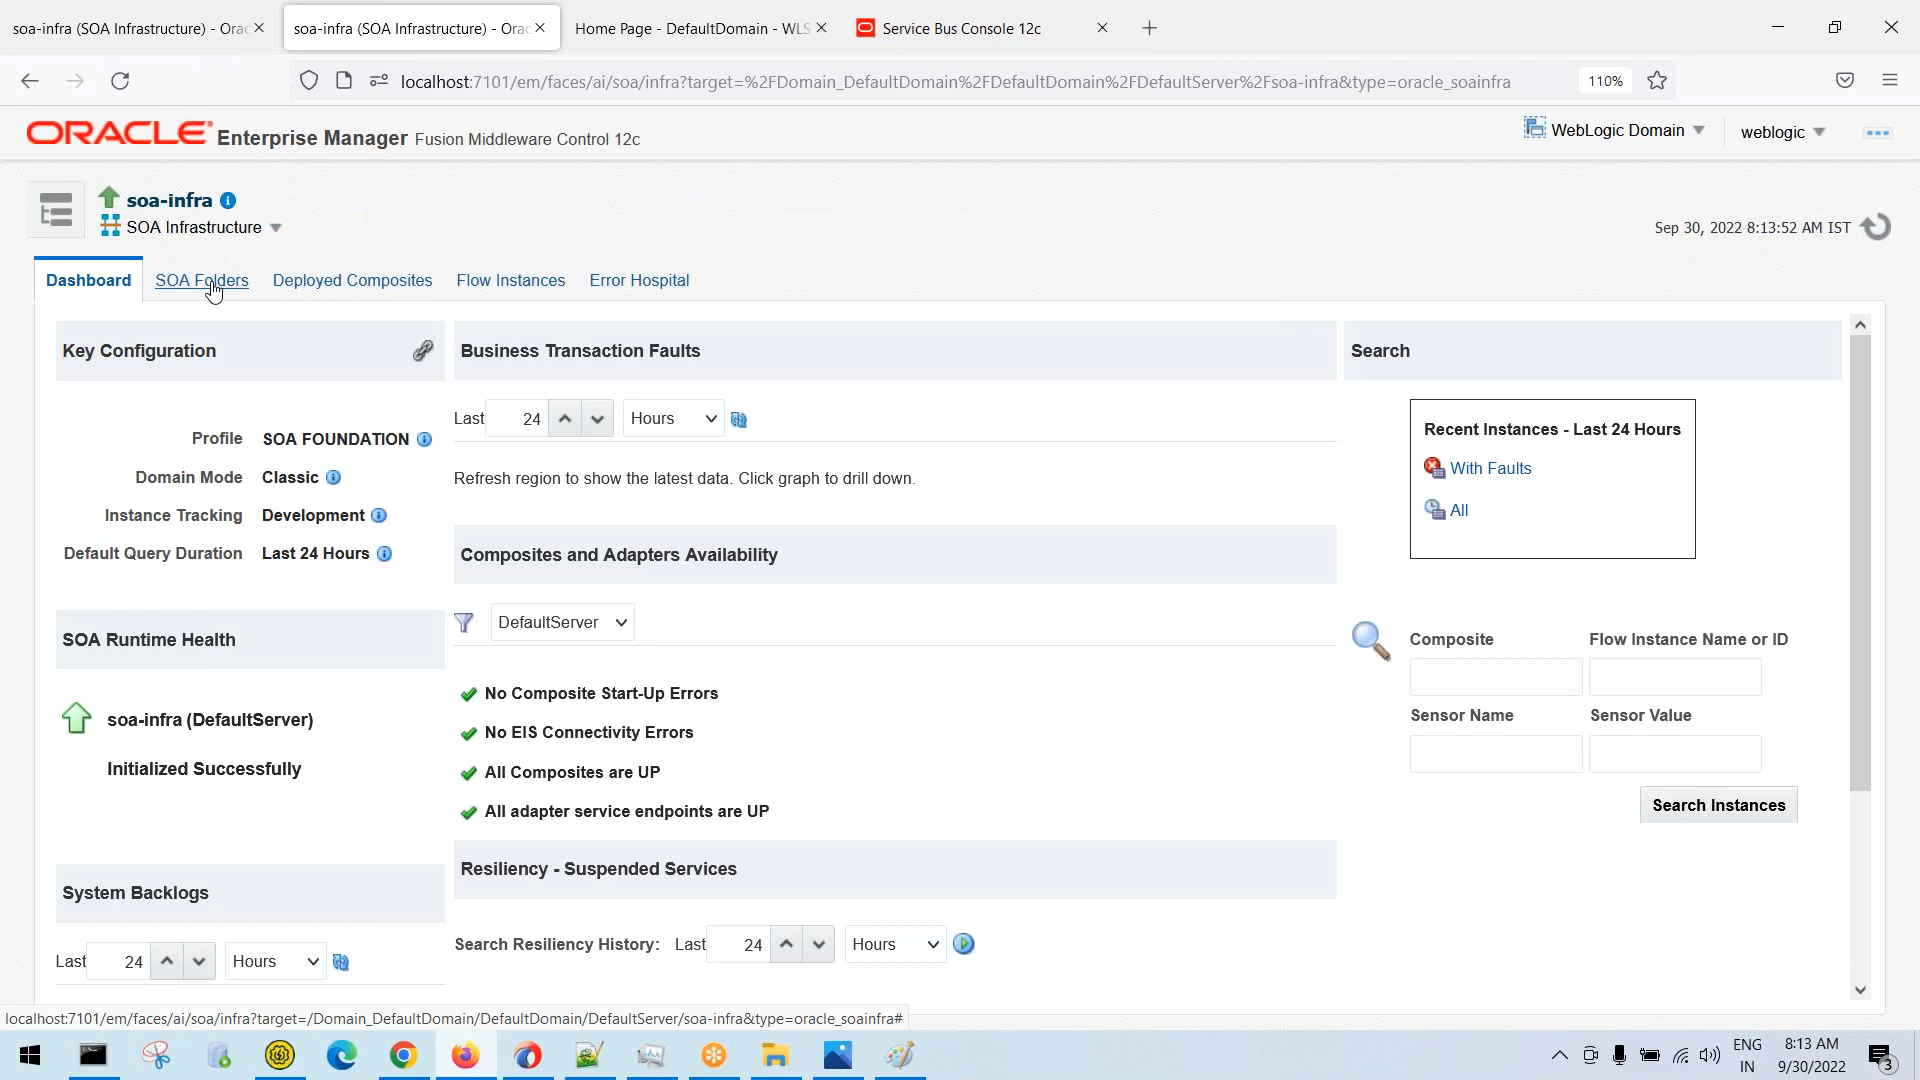 soa-infra (SOA Infrastructure) - Orac
soa-infra (SOA Infrastructure) - Orac
Home Page - DefaultDomain - WLS
Service Bus Console 12c
localhost:7101/em/faces/ai/soa/infra?target=%2FDomain_DefaultDomain%2FDefaultDomain%2FDefaultServer%2Fsoa-infra&type=oracle_soainfra
110%
ORACLE Enterprise Manager Fusion Middleware Control 12c
WebLogic Domain
weblogic
soa-infra
SOA Infrastructure
Sep 30, 2022 8:13:52 AM IST
Dashboard SOA Folders Deployed Composites Flow Instances Error Hospital
Key Configuration
Profile SOA FOUNDATION
Domain Mode Classic
Instance Tracking Development
Default Query Duration Last 24 Hours
SOA Runtime Health
soa-infra (DefaultServer)
Initialized Successfully
System Backlogs
Last 24 Hours
Business Transaction Faults
Last 24 Hours
Refresh region to show the latest data. Click graph to drill down.
Composites and Adapters Availability
DefaultServer
No Composite Start-Up Errors
No EIS Connectivity Errors
All Composites are UP
All adapter service endpoints are UP
Resiliency - Suspended Services
Search Resiliency History: Last 24 Hours
Search
Recent Instances - Last 24 Hours
With Faults
All
Composite Flow Instance Name or ID
Sensor Name Sensor Value
Search Instances
localhost:7101/em/faces/ai/soa/infra?target=/Domain_DefaultDomain/DefaultDomain/DefaultServer/soa-infra&type=oracle_soainfra#
ENG
IN
8:13 AM
9/30/2022
3